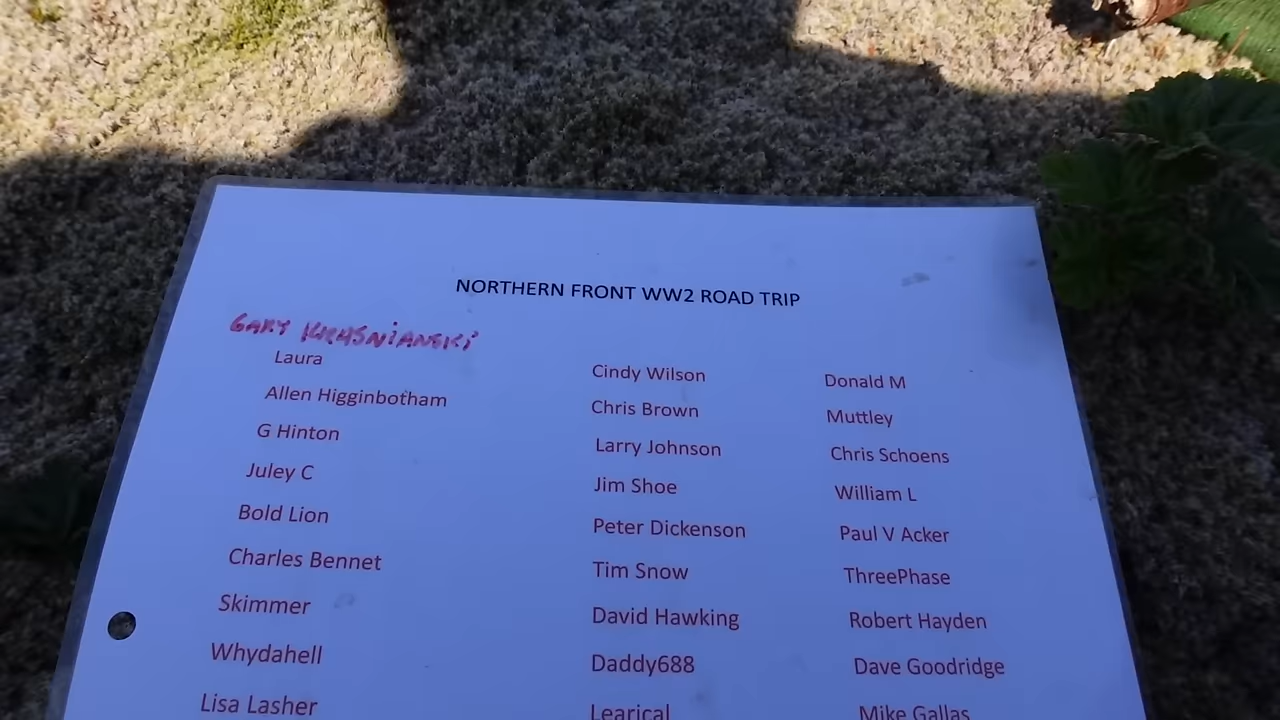 NORTHERN FRONT WW2 ROAD TRIP
GARY KRASNIANSKI
Laura
Allen Higginbotham
G Hinton
Juley C
Bold Lion
Charles Bennet
Skimmer
Whydahell
Lisa Lasher
Cindy Wilson
Chris Brown
Larry Johnson
Jim Shoe
Peter Dickenson
Tim Snow
David Hawking
Daddy688
Learical
Donald M
Muttley
Chris Schoens
William L
Paul V Acker
ThreePhase
Robert Hayden
Dave Goodridge
Mike Gallas